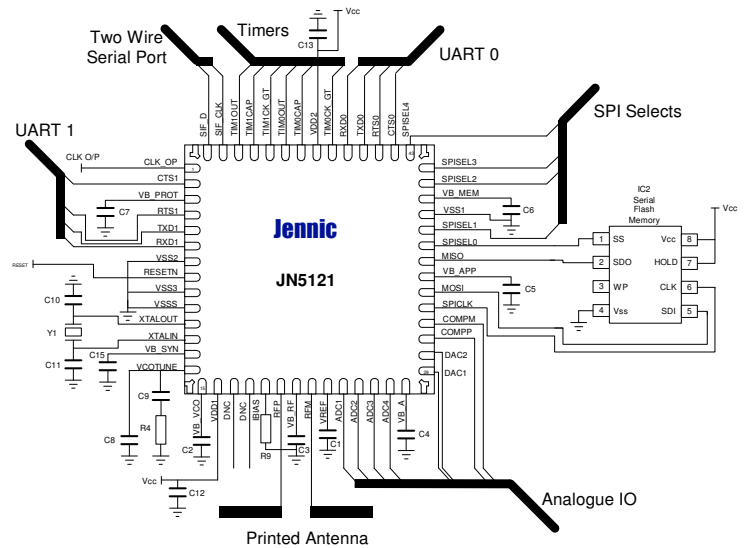 Two Wire
Serial Port
Timers
C13
Vcc
UART 0
SPI Selects
UART 1
SIF_D
SIF_CLK
TIM1OUT
TIM1CAP
TIM1CK_GT
TIM0OUT
TIM0CAP
VDD2
TIM0CK_GT
RXD0
TXD0
RTS0
CTS0
SPISEL4
CLK O/P
CLK_OP
1
43
CTS1
VB_PROT
C7
RTS1
TXD1
RXD1
VSS2
RESET
RESETN
VSS3
VSSS
C10
XTALOUT
Y1
XTALIN
C11
C15
VB_SYN
VCOTUNE
Jennic
JN5121
SPISEL3
SPISEL2
VB_MEM
VSS1
C6
SPISEL1
SPISEL0
MISO
VB_APP
MOSI
C5
SPICLK
COMPM
COMPP
DAC2
DAC1
IC2
Serial
Flash
Memory
Vcc
1 SS Vcc 8
2 SDO HOLD 7
3 WP CLK 6
4 Vss SDI 5
15
29
C9
R4
C8
VB_VCO
C2
VDD1
DNC
DNC
IBIAS
R9
RFP
VB_RF
C3
RFM
VREF
C1
ADC1
ADC2
ADC3
ADC4
VB_A
C4
Vcc
C12
Analogue IO
Printed Antenna